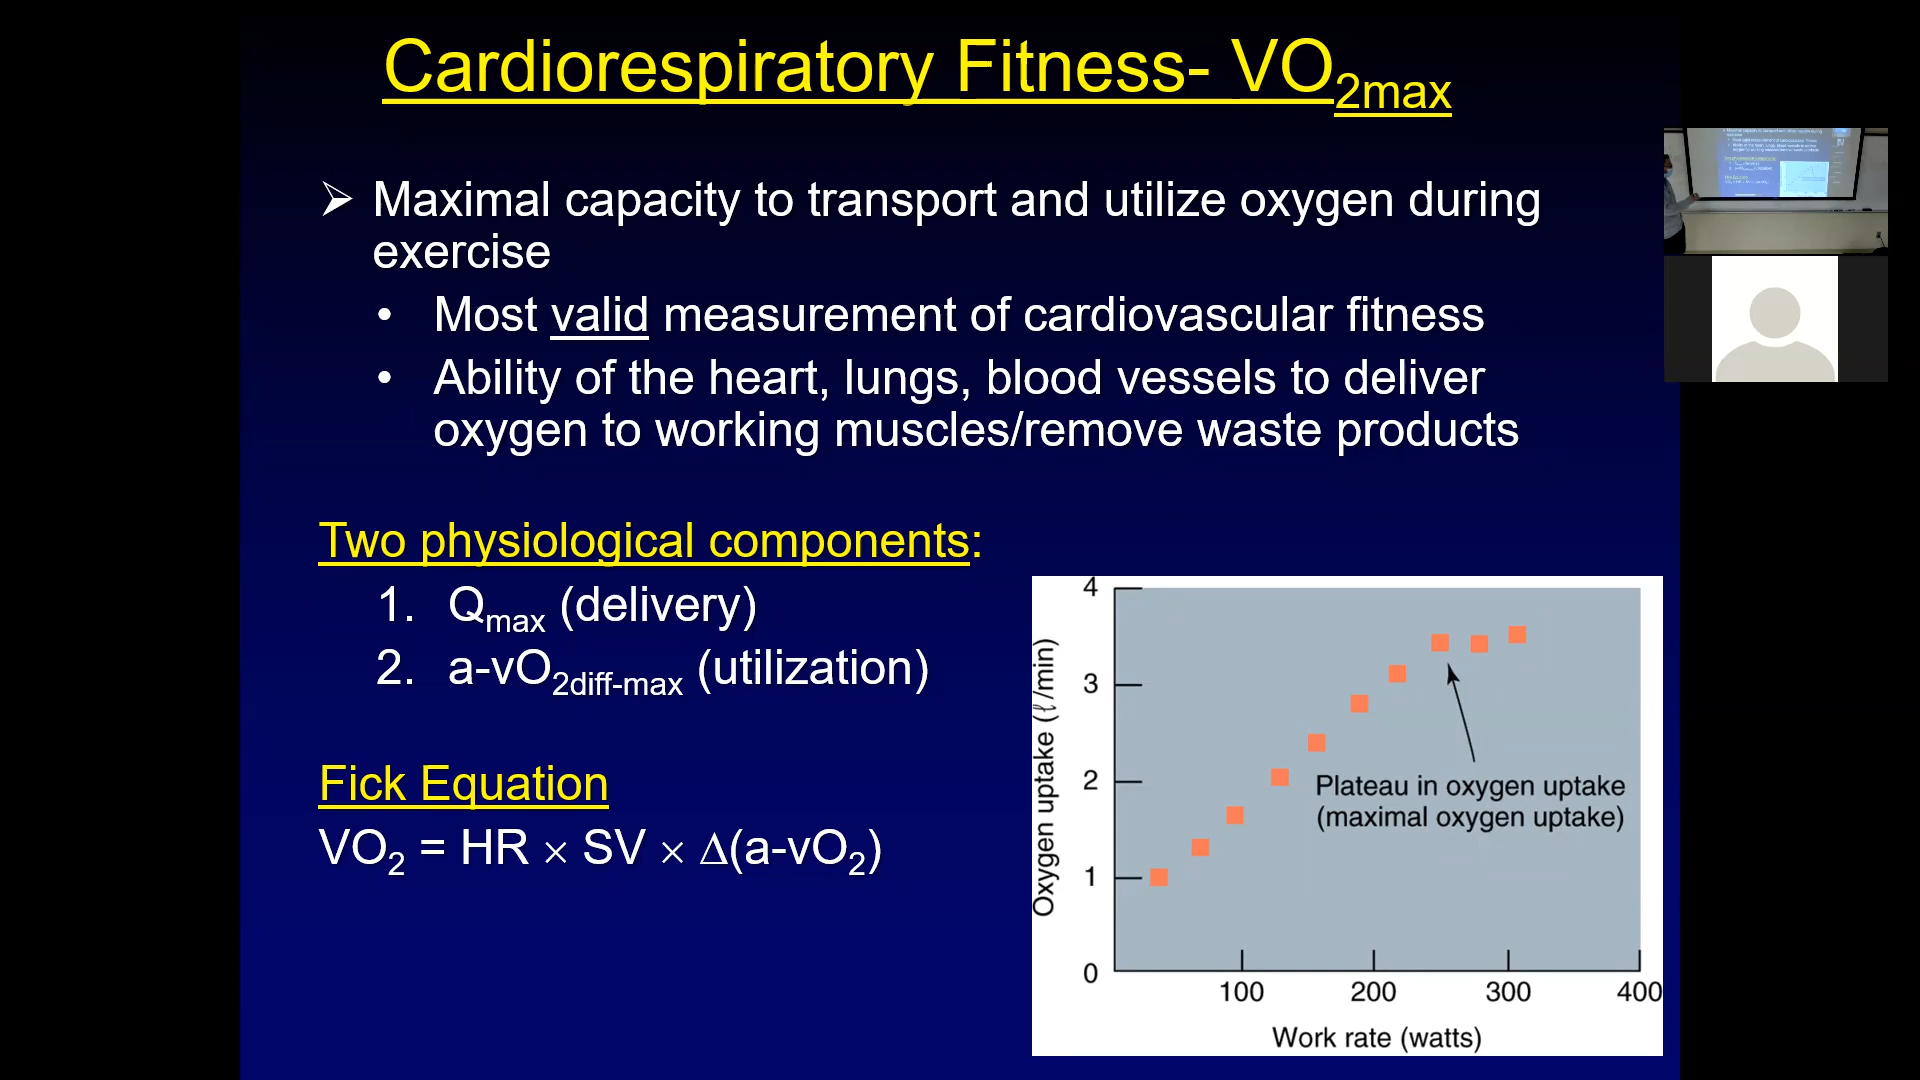 Cardiorespiratory Fitness- VO2max
➢ Maximal capacity to transport and utilize oxygen during
exercise
• Most valid measurement of cardiovascular fitness
• Ability of the heart, lungs, blood vessels to deliver
oxygen to working muscles/remove waste products
Two physiological components:
1. Qmax (delivery)
2. a-vO2diff-max (utilization)
Fick Equation
VO2 = HR × SV × Δ(a-vO2)
Oxygen uptake (ℓ/min)
4
3
2
1
0
Plateau in oxygen uptake
(maximal oxygen uptake)
100 200 300 400
Work rate (watts)